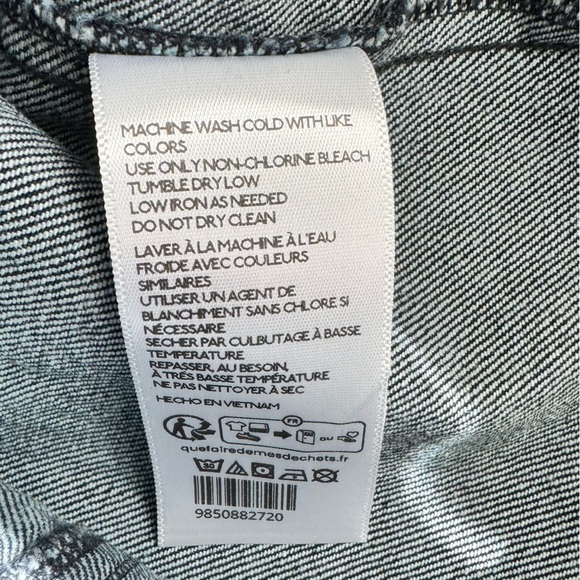 MACHINE WASH COLD WITH LIKE
COLORS
USE ONLY NON-CHLORINE BLEACH
TUMBLE DRY LOW
LOW IRON AS NEEDED
DO NOT DRY CLEAN
LAVER À LA MACHINE À L'EAU
FROIDE AVEC COULEURS
SIMILAIRES
UTILISER UN AGENT DE
BLANCHIMENT SANS CHLORE SI
NÉCESSAIRE
SECHER PAR CULBUTAGE À BASSE
TEMPERATURE
REPASSER, AU BESOIN,
À TRÉS BASSE TEMPÉRATURE
NE PAS NETTOYER À SEC
HECHO EN VIETNAM
FR
OU
quefairedemesdechets.fr
30
9850882720